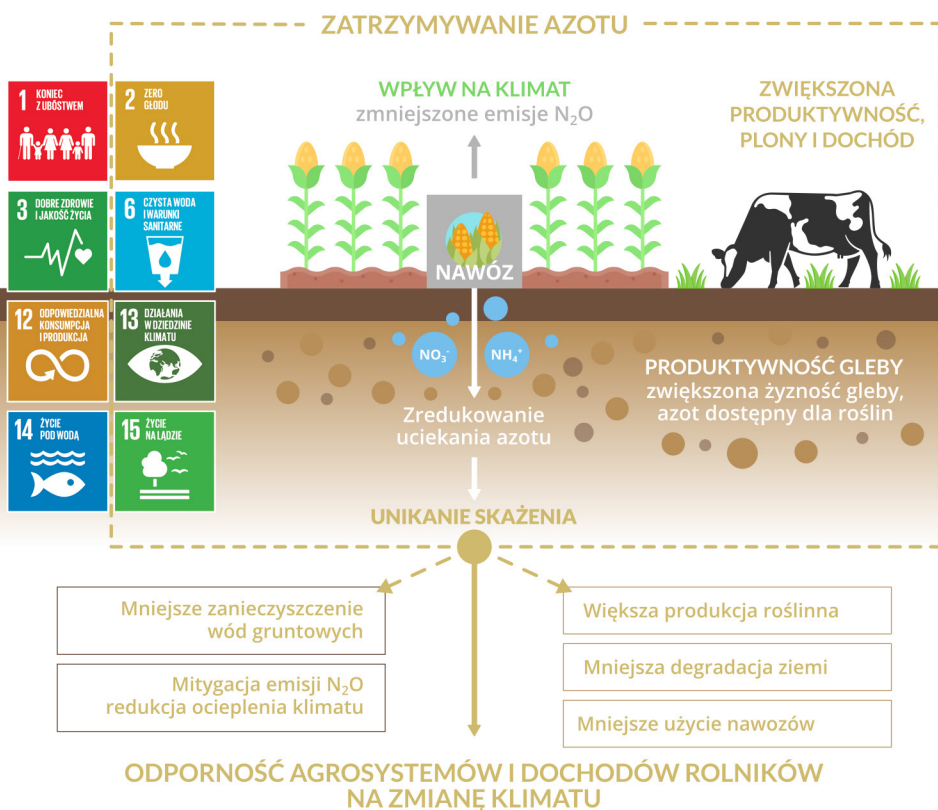 ZATRZYMYWANIE AZOTU
1 KONIEC
Z UBÓSTWEM
2 ZERO
GŁODU
3 DOBRE ZDROWIE
I JAKOŚĆ ŻYCIA
6 CZYSTA WODA
I WARUNKI
SANITARNE
12 ODPOWIEDZIALNA
KONSUMPCJA
I PRODUKCJA
13 DZIAŁANIA
W DZIEDZINIE
KLIMATU
14 ŻYCIE
POD WODĄ
15 ŻYCIE
NA LĄDZIE
WPŁYW NA KLIMAT
zmniejszone emisje N₂O
ZWIĘKSZONA
PRODUKTYWNOŚĆ,
PLONY I DOCHÓD
NAWÓZ
NO₃⁻
NH₄⁺
Zredukowanie
uciekania azotu
PRODUKTYWNOŚĆ GLEBY
zwiększona żyzność gleby,
azot dostępny dla roślin
UNIKANIE SKAŻENIA
Mniejsze zanieczyszczenie
wód gruntowych
Mitygacja emisji N₂O
redukcja ocieplenia klimatu
Większa produkcja roślinna
Mniejsza degradacja ziemi
Mniejsze użycie nawozów
ODPORNOŚĆ AGROSYSTEMÓW I DOCHODÓW ROLNIKÓW
NA ZMIANĘ KLIMATU